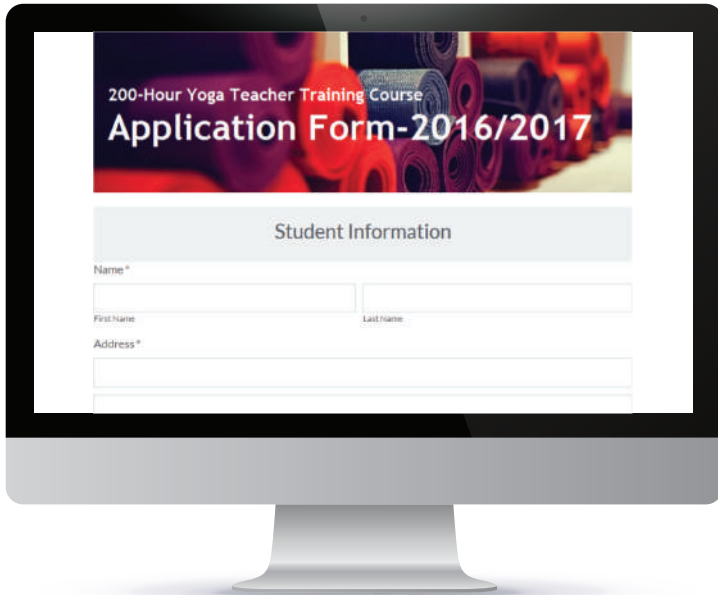 200-Hour Yoga Teacher Training Course
Application Form-2016/2017
Student Information
Name*
First Name Last Name
Address*